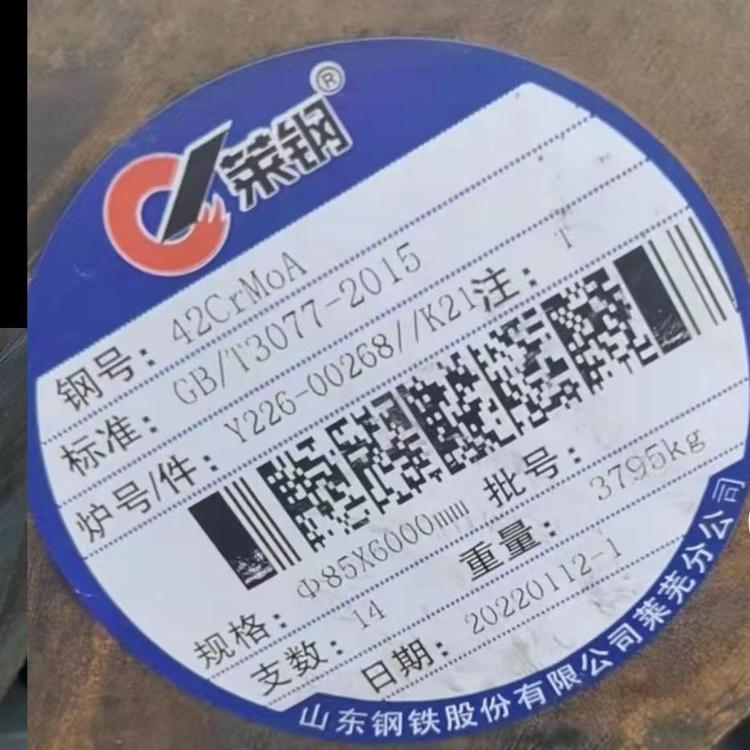 莱钢®
钢号：42CrMoA
标准：GB/T3077-2015
炉号/件：Y226-00268//K21注：1
规格：Φ85X6000mm 批号：
支数：14 重量：3795kg
日期：20220112-1
山东钢铁股份有限公司莱芜分公司